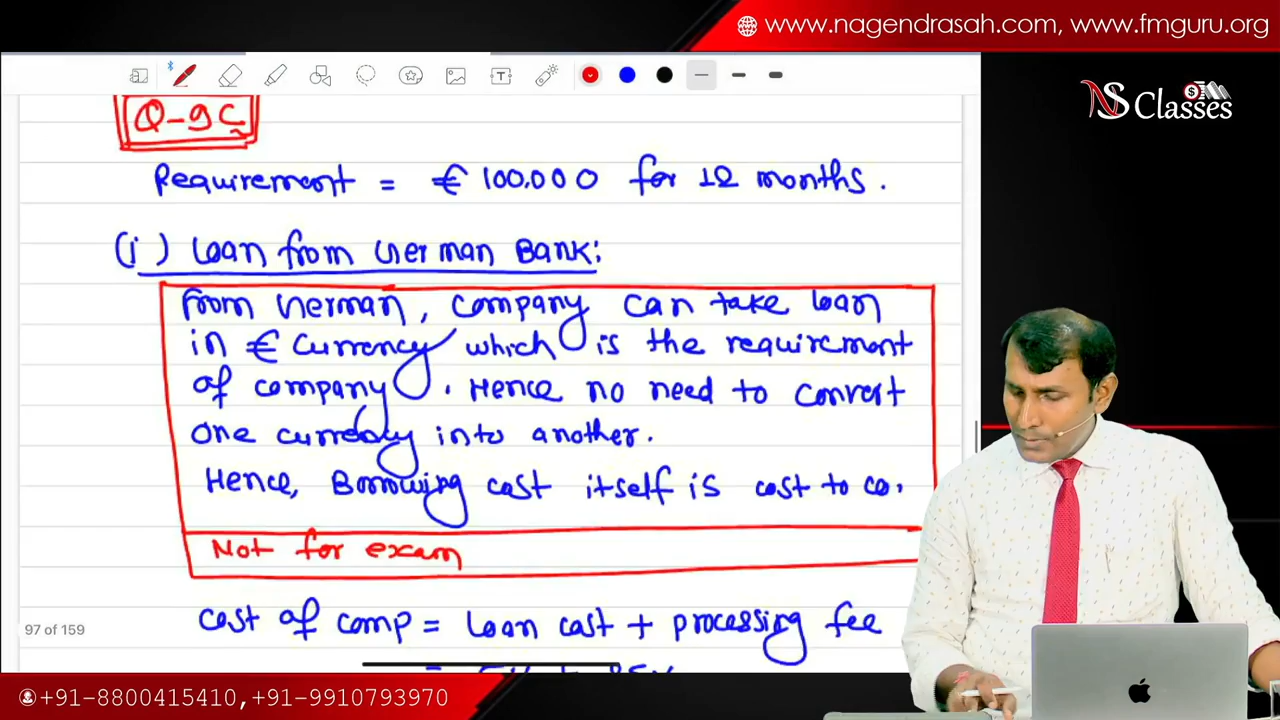 www.nagendrasah.com, www.fmguru.org
NS Classes
Q-9C
Requirement = € 100,000 for 12 months.
(i) Loan from German Bank:
From German, company can take loan
in € currency which is the requirement
of company. Hence no need to convert
one currency into another.
Hence, Borrowing cost itself is cost to co.
Not for exam
cost of comp = loan cost + processing fee
97 of 159
+91-8800415410,+91-9910793970